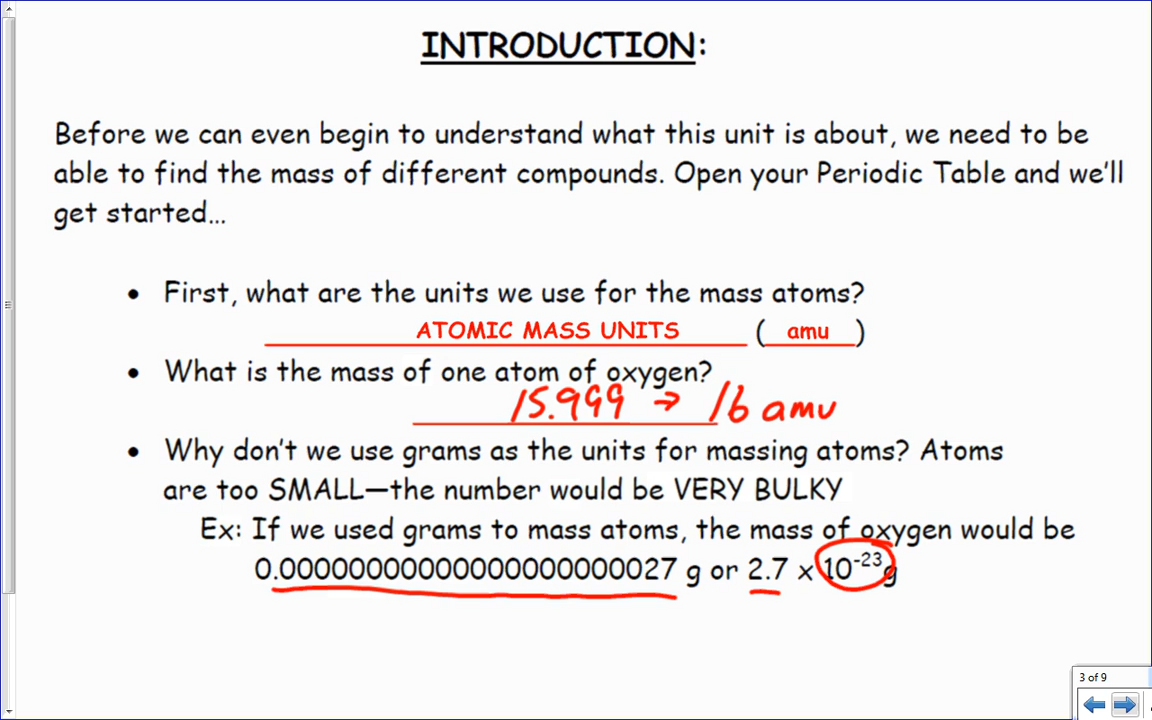 INTRODUCTION:
Before we can even begin to understand what this unit is about, we need to be
able to find the mass of different compounds. Open your Periodic Table and we'll
get started...
• First, what are the units we use for the mass atoms?
ATOMIC MASS UNITS (amu)
• What is the mass of one atom of oxygen?
15.999 → 16 amu
• Why don't we use grams as the units for massing atoms? Atoms
are too SMALL—the number would be VERY BULKY
Ex: If we used grams to mass atoms, the mass of oxygen would be
0.000000000000000000000027 g or 2.7 x 10⁻²³g
3 of 9